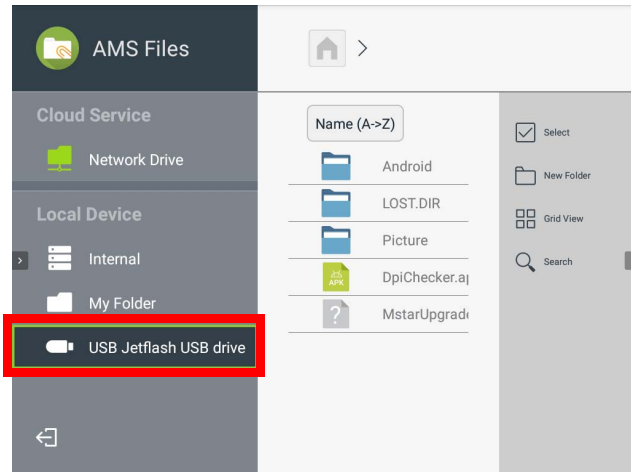 AMS Files
>
Cloud Service
Network Drive
Local Device
Internal
My Folder
USB Jetflash USB drive
Name (A->Z)
Android
LOST.DIR
Picture
APK
DpiChecker.ap
?
MstarUpgrade
Select
New Folder
Grid View
Search